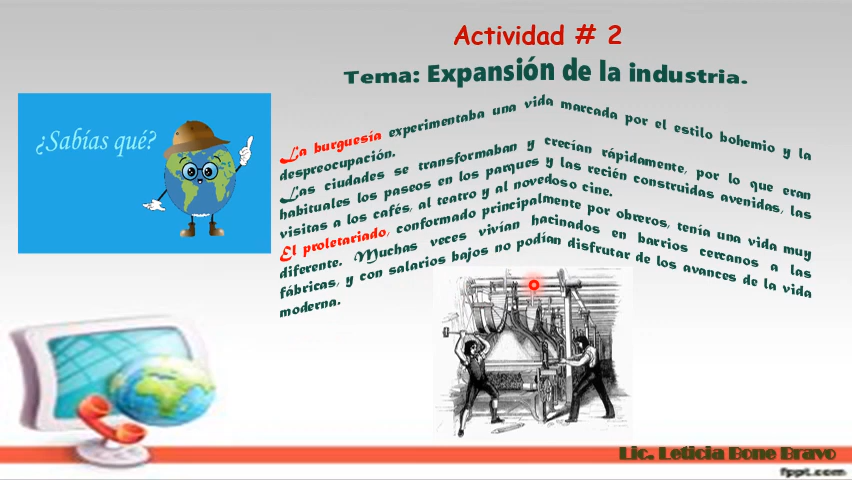 Actividad # 2
Tema: Expansión de la industria.
¿Sabías qué?
La burguesía experimentaba una vida marcada por el estilo bohemio y la
despreocupación.
Las ciudades se transformaban y crecían rápidamente, por lo que eran
habituales los paseos en los parques y las recién construidas avenidas, las
visitas a los cafés, al teatro y al novedoso cine.
El proletariado, conformado principalmente por obreros, tenía una vida muy
diferente. Muchas veces vivían hacinados en barrios cercanos a las
fábricas, y con salarios bajos no podían disfrutar de los avances de la vida
moderna.
Lic. Leticia Bone Bravo
fppt.com